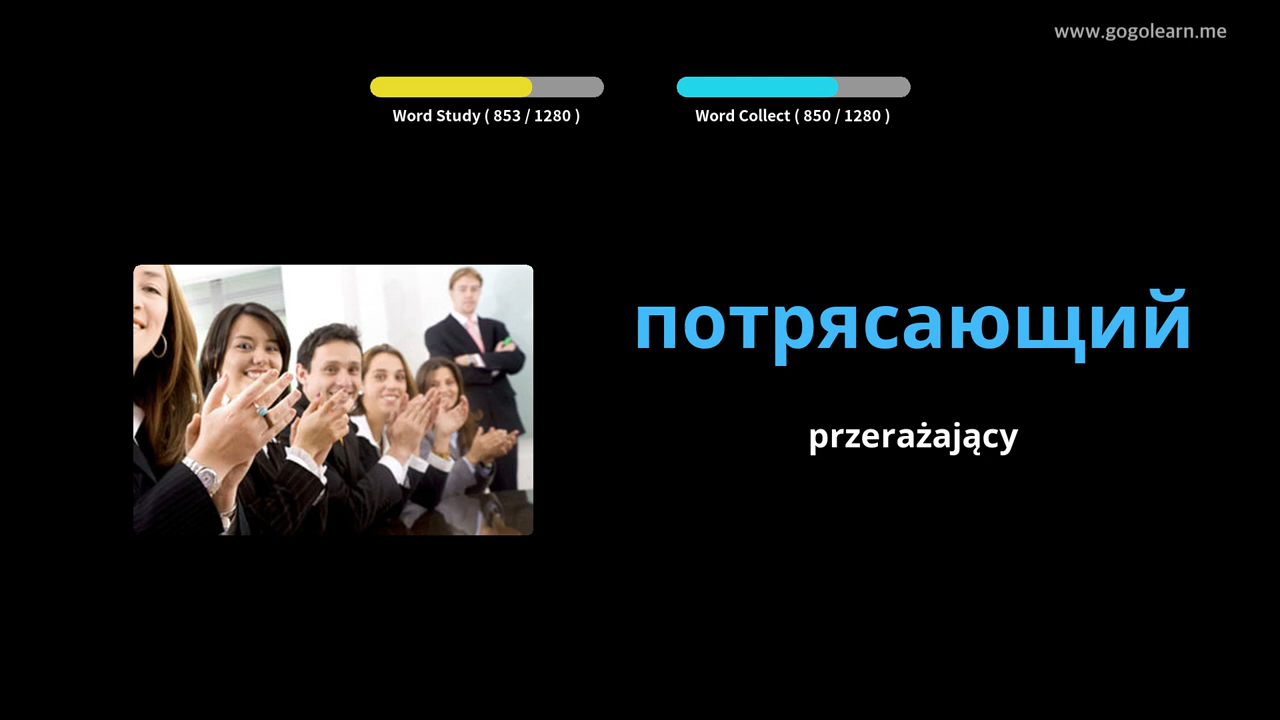 www.gogolearn.me
Word Study ( 853 / 1280 )
Word Collect ( 850 / 1280 )
потрясающий
przerażający